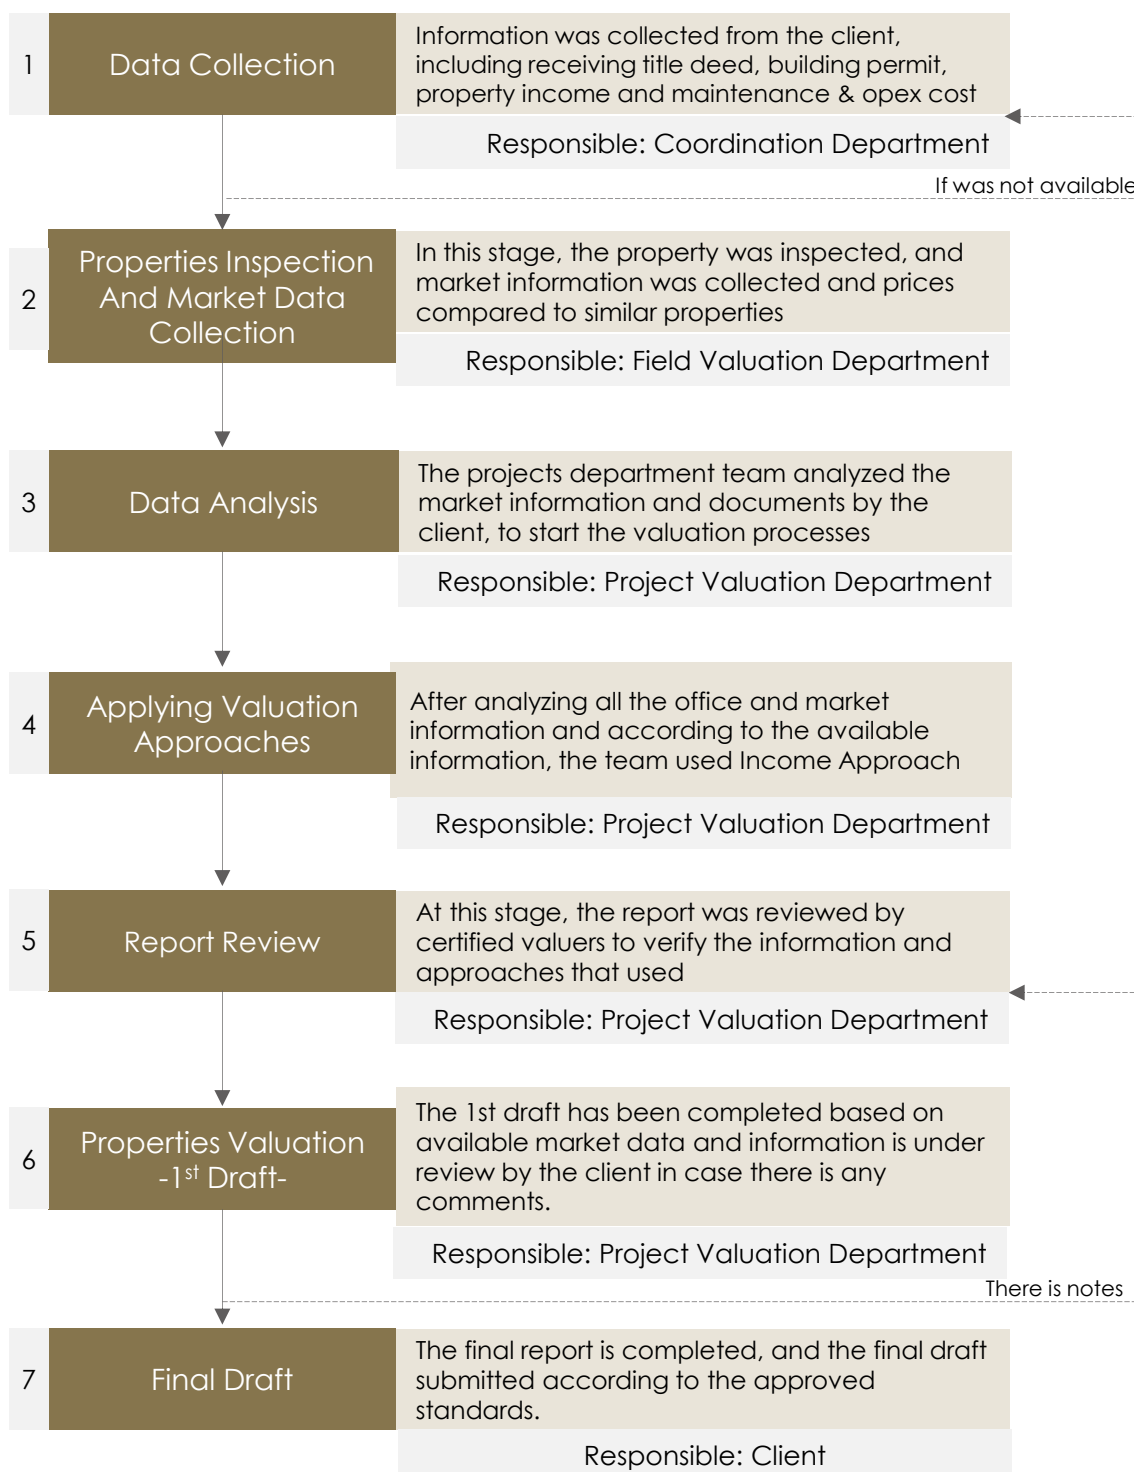 1
Data Collection
Information was collected from the client,
including receiving title deed, building permit,
property income and maintenance & opex cost
Responsible: Coordination Department
If was not available
2
Properties Inspection
And Market Data
Collection
In this stage, the property was inspected, and
market information was collected and prices
compared to similar properties
Responsible: Field Valuation Department
3
Data Analysis
The projects department team analyzed the
market information and documents by the
client, to start the valuation processes
Responsible: Project Valuation Department
4
Applying Valuation
Approaches
After analyzing all the office and market
information and according to the available
information, the team used Income Approach
Responsible: Project Valuation Department
5
Report Review
At this stage, the report was reviewed by
certified valuers to verify the information and
approaches that used
Responsible: Project Valuation Department
6
Properties Valuation
-1st Draft-
The 1st draft has been completed based on
available market data and information is under
review by the client in case there is any
comments.
Responsible: Project Valuation Department
There is notes
7
Final Draft
The final report is completed, and the final draft
submitted according to the approved
standards.
Responsible: Client